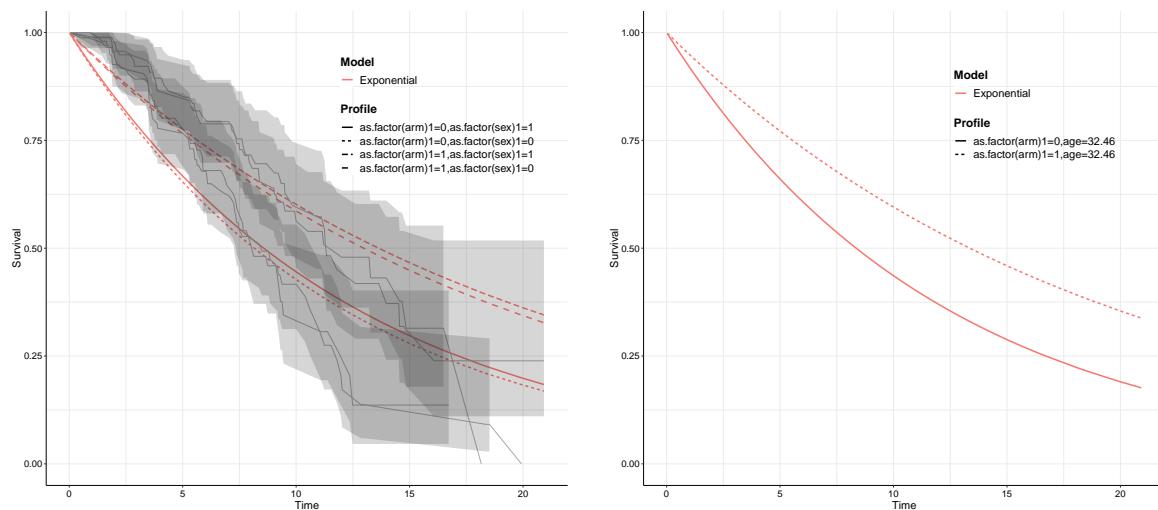 1.00
0.75
0.50
0.25
0.00
Survival
0
5
10
15
20
Time
Model
Exponential
Profile
as.factor(arm)1=0,as.factor(sex)1=1
as.factor(arm)1=0,as.factor(sex)1=0
as.factor(arm)1=1,as.factor(sex)1=1
as.factor(arm)1=1,as.factor(sex)1=0
1.00
0.75
0.50
0.25
0.00
Survival
0
5
10
15
20
Time
Model
Exponential
Profile
as.factor(arm)1=0,age=32.46
as.factor(arm)1=1,age=32.46